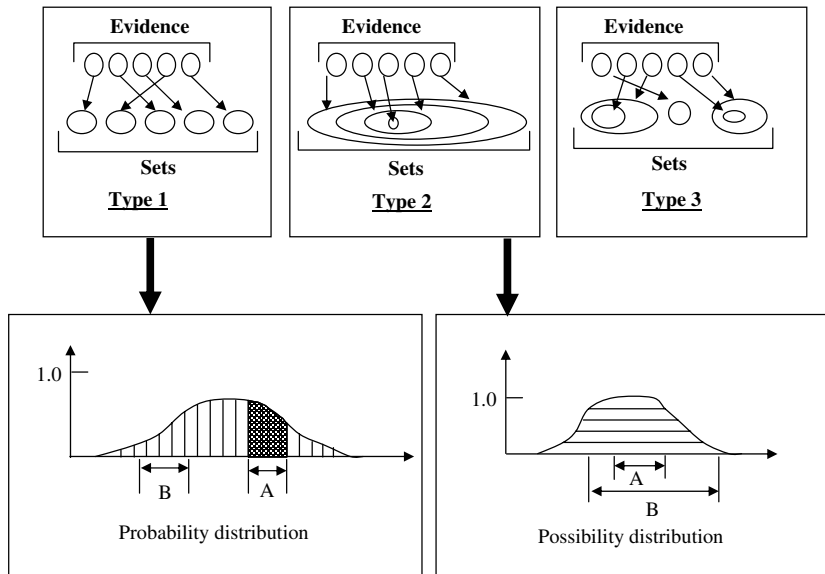 Evidence
Sets
Type 1
Evidence
Sets
Type 2
Evidence
Sets
Type 3
1.0
B
A
Probability distribution
1.0
A
B
Possibility distribution